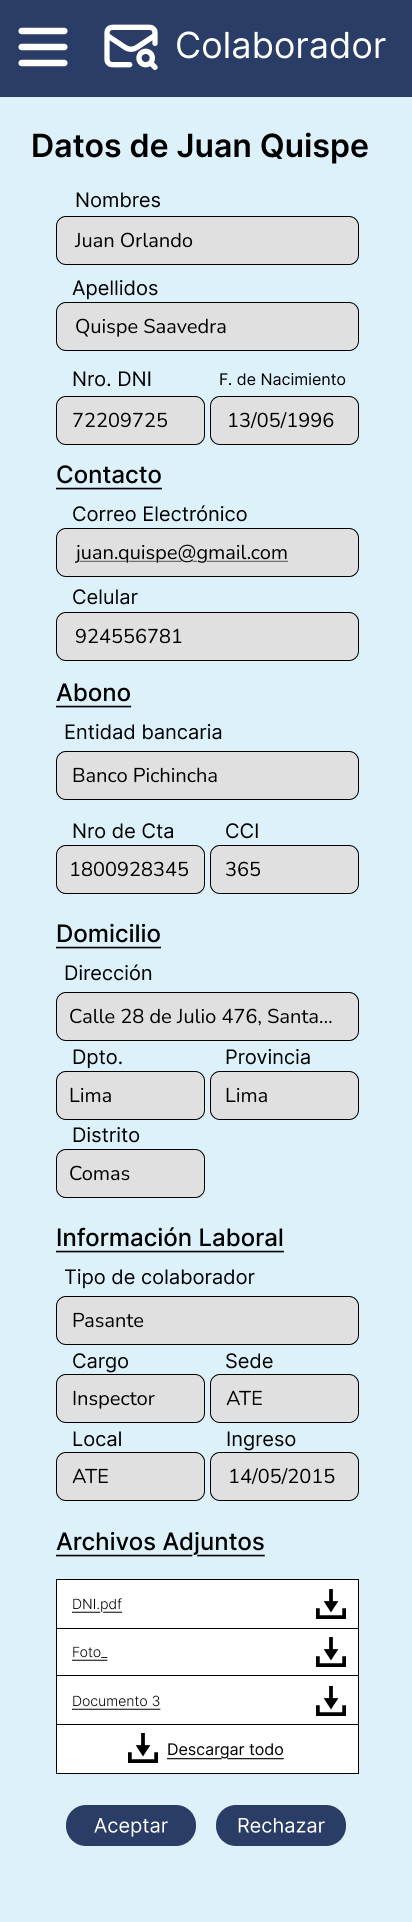 Colaborador
Datos de Juan Quispe
Nombres
Juan Orlando
Apellidos
Quispe Saavedra
Nro. DNI F. de Nacimiento
72209725 13/05/1996
Contacto
Correo Electrónico
juan.quispe@gmail.com
Celular
924556781
Abono
Entidad bancaria
Banco Pichincha
Nro de Cta CCI
1800928345 365
Domicilio
Dirección
Calle 28 de Julio 476, Santa...
Dpto. Provincia
Lima Lima
Distrito
Comas
Información Laboral
Tipo de colaborador
Pasante
Cargo Sede
Inspector ATE
Local Ingreso
ATE 14/05/2015
Archivos Adjuntos
DNI.pdf
Foto_
Documento 3
Descargar todo
Aceptar Rechazar